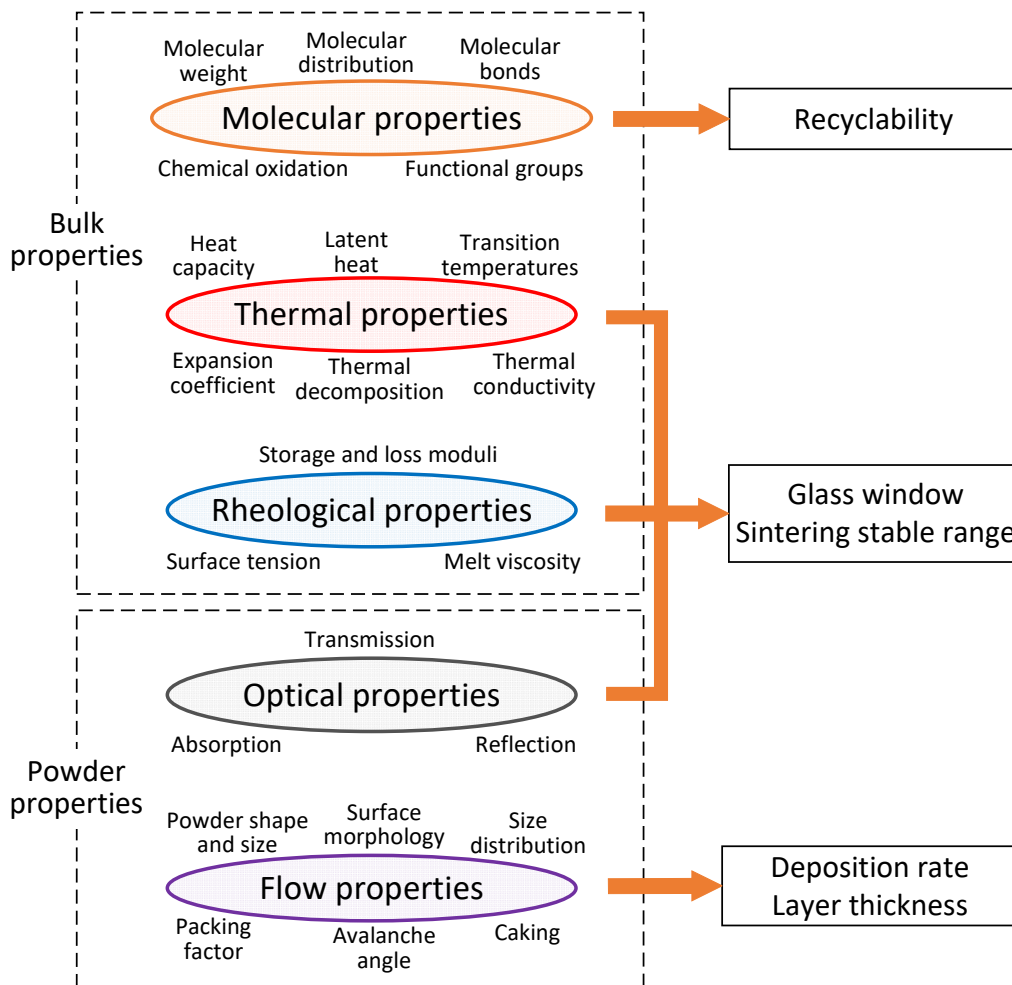 Molecular
weight
Molecular
distribution
Molecular
bonds
Molecular properties
Chemical oxidation
Functional groups
Recyclability
Bulk
properties
Heat
capacity
Latent
heat
Transition
temperatures
Thermal properties
Expansion
coefficient
Thermal
decomposition
Thermal
conductivity
Storage and loss moduli
Rheological properties
Surface tension
Melt viscosity
Glass window
Sintering stable range
Transmission
Optical properties
Absorption
Reflection
Powder
properties
Powder shape
and size
Surface
morphology
Size
distribution
Flow properties
Packing
factor
Avalanche
angle
Caking
Deposition rate
Layer thickness